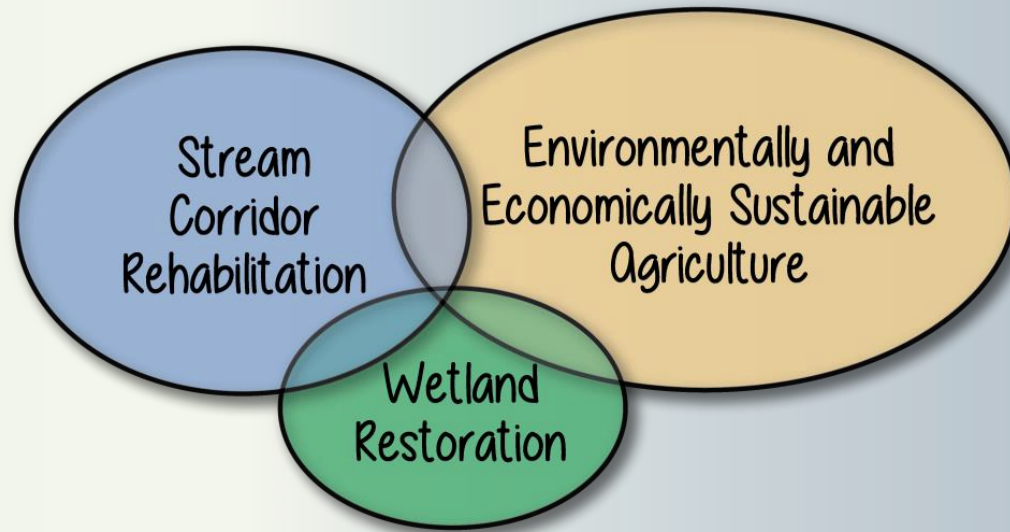 Stream
Corridor
Rehabilitation
Environmentally and
Economically Sustainable
Agriculture
Wetland
Restoration